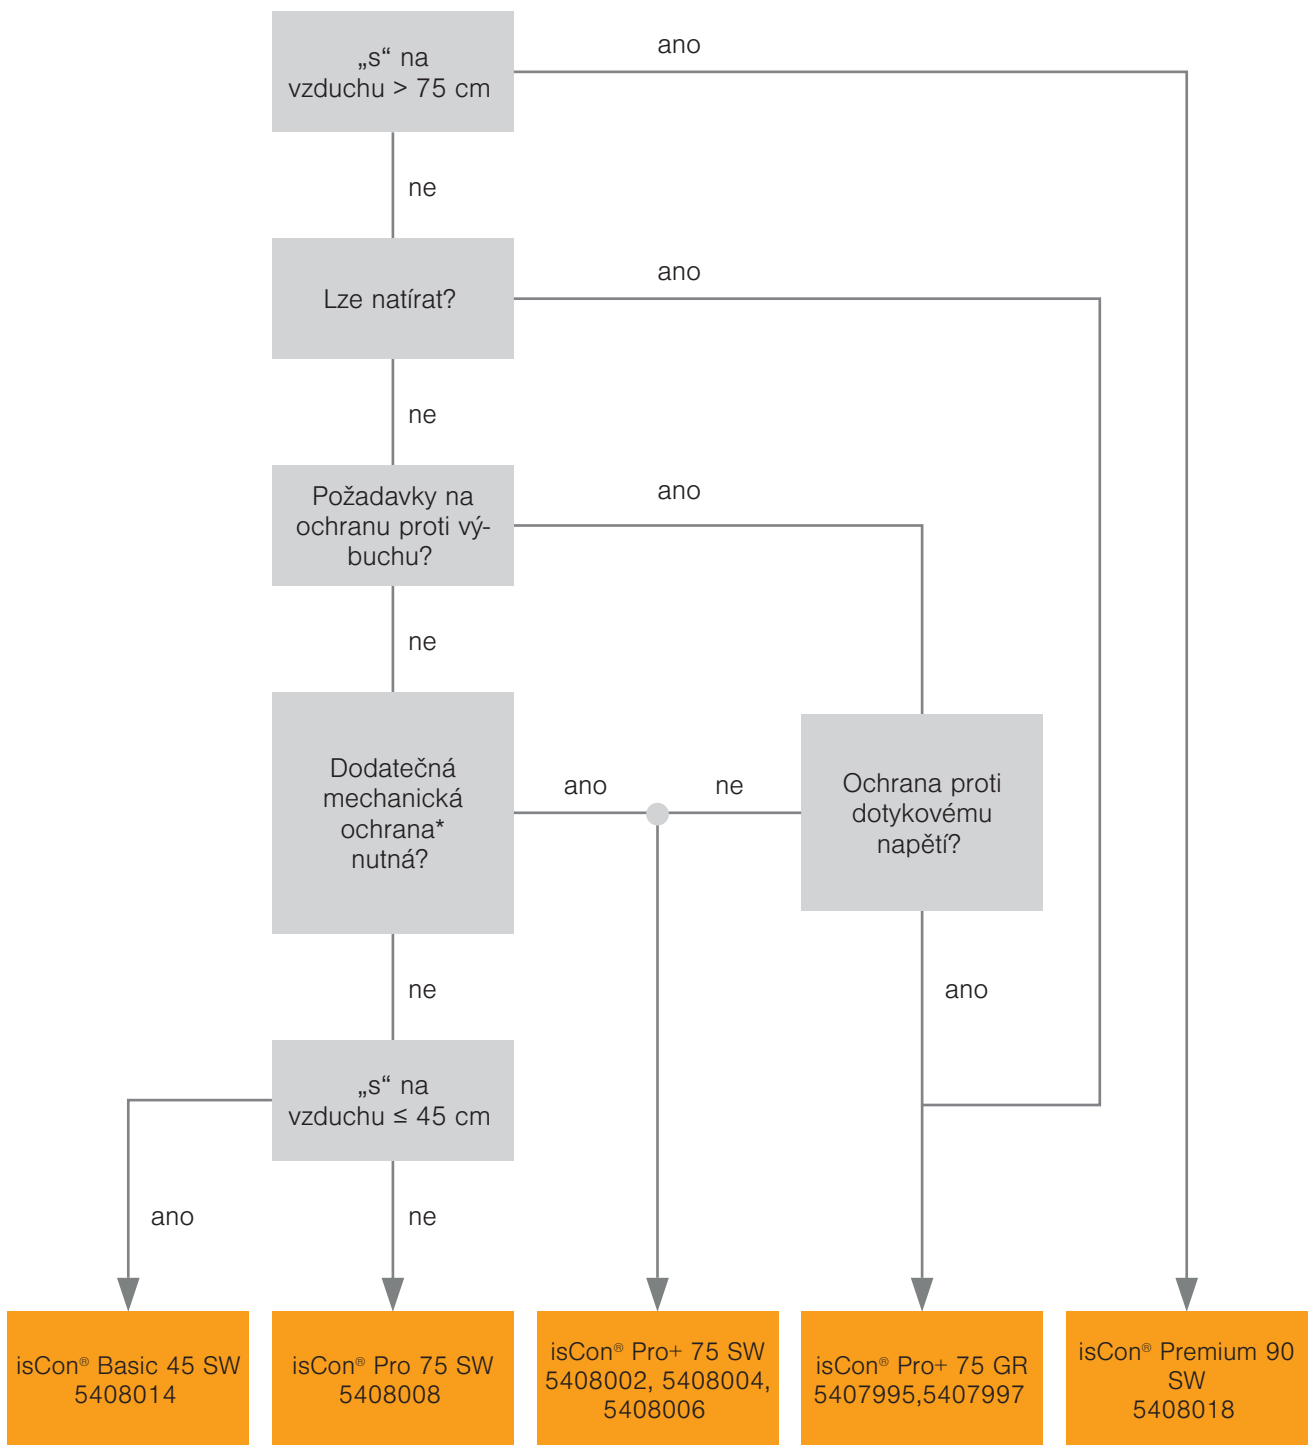 „s“ na
vzduchu > 75 cm
ano
ne
Lze natírat?
ano
ne
Požadavky na
ochranu proti vý-
buchu?
ano
ne
Dodatečná
mechanická
ochrana*
nutná?
ano
ne
Ochrana proti
dotykovému
napětí?
ne
ano
„s“ na
vzduchu ≤ 45 cm
ano
ne
isCon® Basic 45 SW
5408014
isCon® Pro 75 SW
5408008
isCon® Pro+ 75 SW
5408002, 5408004,
5408006
isCon® Pro+ 75 GR
5407995,5407997
isCon® Premium 90
SW
5408018